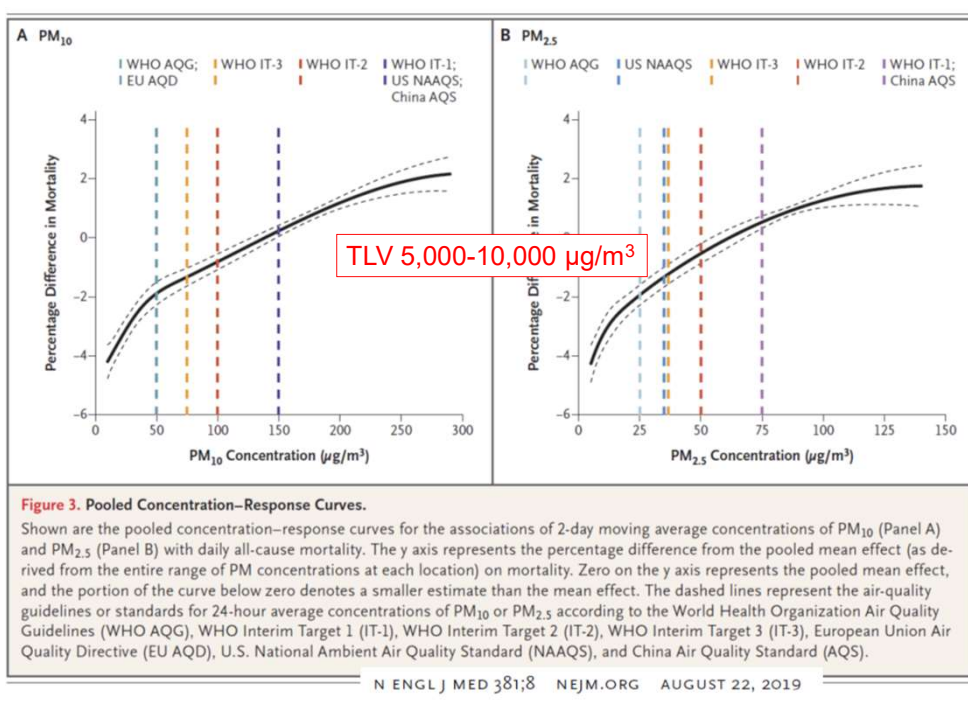 A PM10
WHO AQG;
EU AQD
WHO IT-3
WHO IT-2
WHO IT-1;
US NAAQS;
China AQS
4
2
0
-2
-4
-6
Percentage Difference in Mortality
0 50 100 150 200 250 300
PM10 Concentration (µg/m³)
B PM2.5
WHO AQG
US NAAQS
WHO IT-3
WHO IT-2
WHO IT-1;
China AQS
4
2
-2
-4
-6
0 25 50 75 100 125 150
PM2.5 Concentration (µg/m³)
TLV 5,000-10,000 µg/m³
Figure 3. Pooled Concentration–Response Curves.
Shown are the pooled concentration–response curves for the associations of 2-day moving average concentrations of PM10 (Panel A)
and PM2.5 (Panel B) with daily all-cause mortality. The y axis represents the percentage difference from the pooled mean effect (as de-
rived from the entire range of PM concentrations at each location) on mortality. Zero on the y axis represents the pooled mean effect,
and the portion of the curve below zero denotes a smaller estimate than the mean effect. The dashed lines represent the air-quality
guidelines or standards for 24-hour average concentrations of PM10 or PM2.5 according to the World Health Organization Air Quality
Guidelines (WHO AQG), WHO Interim Target 1 (IT-1), WHO Interim Target 2 (IT-2), WHO Interim Target 3 (IT-3), European Union Air
Quality Directive (EU AQD), U.S. National Ambient Air Quality Standard (NAAQS), and China Air Quality Standard (AQS).
N ENGL J MED 381;8 NEJM.ORG AUGUST 22, 2019